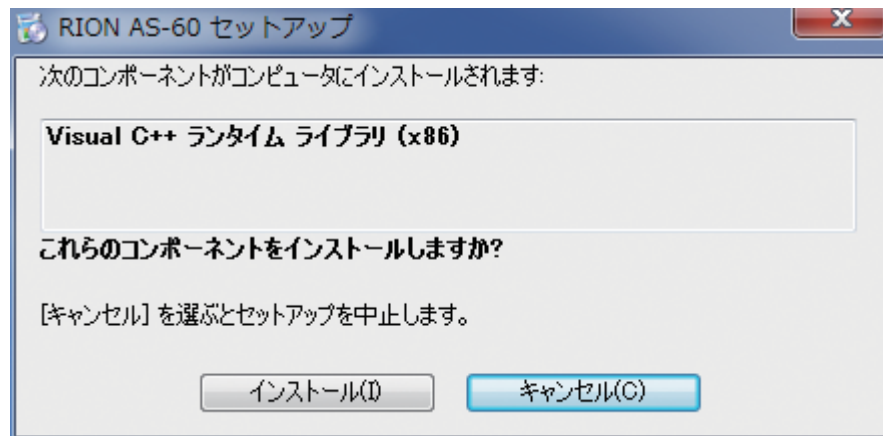 RION AS-60 セットアップ
次のコンポーネントがコンピュータにインストールされます:
Visual C++ ランタイム ライブラリ (x86)
これらのコンポーネントをインストールしますか?
[キャンセル] を選ぶとセットアップを中止します。
インストール(I) キャンセル(C)